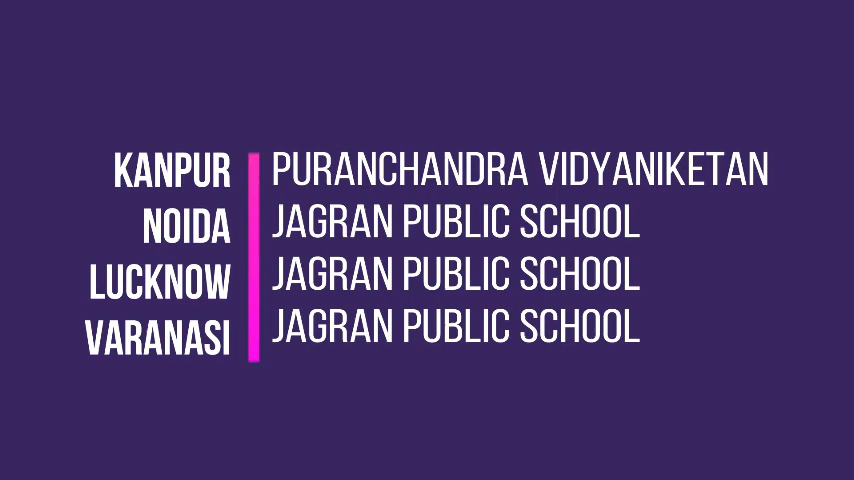 KANPUR PURANCHANDRA VIDYANIKETAN
NOIDA JAGRAN PUBLIC SCHOOL
LUCKNOW JAGRAN PUBLIC SCHOOL
VARANASI JAGRAN PUBLIC SCHOOL